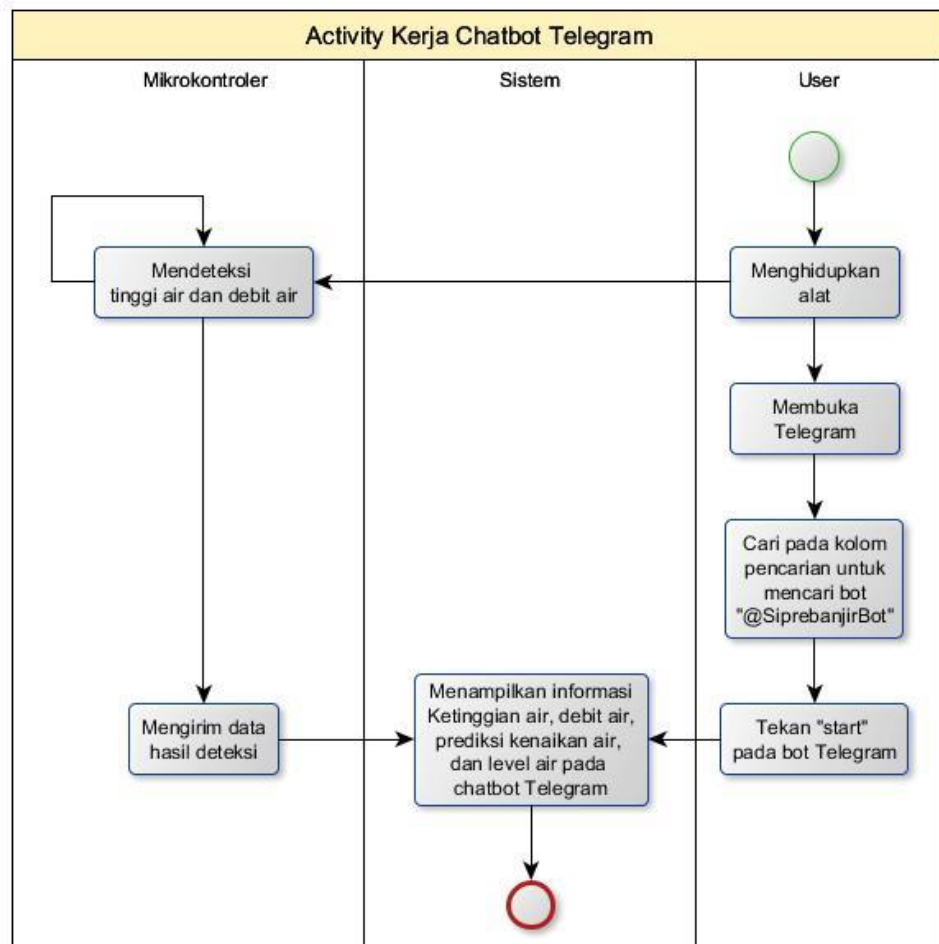 Activity Kerja Chatbot Telegram
Mikrokontroler
Sistem
User
Mendeteksi
tinggi air dan debit air
Menghidupkan
alat
Membuka
Telegram
Cari pada kolom
pencarian untuk
mencari bot
"@SiprebanjirBot"
Mengirim data
hasil deteksi
Menampilkan informasi
Ketinggian air, debit air,
prediksi kenaikan air,
dan level air pada
chatbot Telegram
Tekan "start"
pada bot Telegram